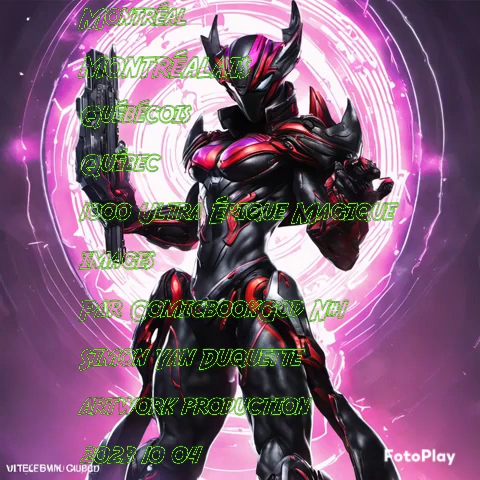 Montréal
Montréalais
Québécois
Québec
1000 Ultra Épique Magique
images
Par ComicbookGod Nh
Simon Yan Duquette
artwork production
2023 10 04
FotoPlay